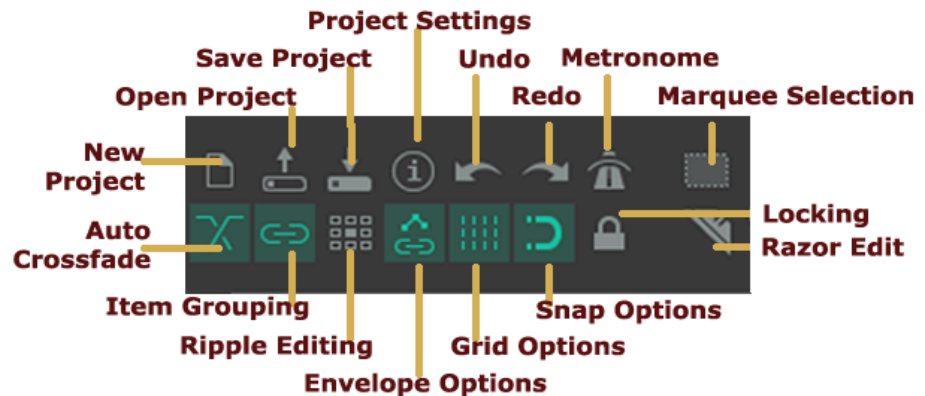 Project Settings
Save Project
Undo
Metronome
Open Project
Redo
Marquee Selection
New
Project
Auto
Crossfade
Locking
Razor Edit
Item Grouping
Snap Options
Ripple Editing
Grid Options
Envelope Options